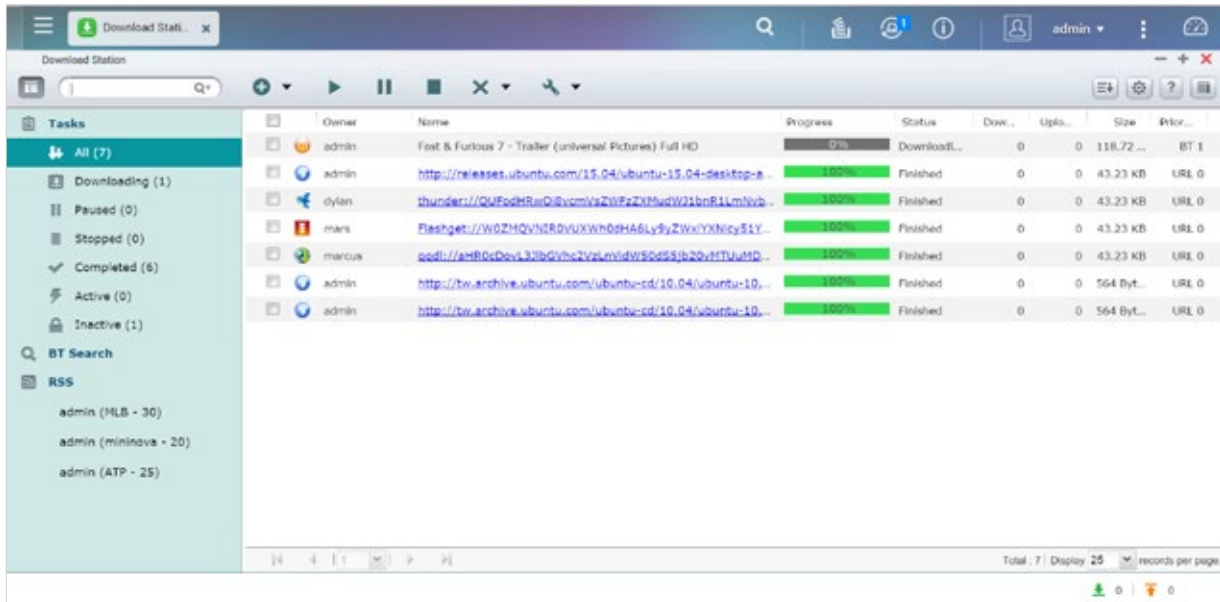 Download Stati.. x
1
admin
Download Station
Tasks
All (7)
Downloading (1)
Paused (0)
Stopped (0)
Completed (6)
Active (0)
Inactive (1)
BT Search
RSS
admin (MLB - 30)
admin (mininova - 20)
admin (ATP - 25)
Owner Name Progress Status Dow... Uplo... Size Prior...
admin Fast & Furious 7 - Trailer (universal Pictures) Full HD 0% Downloadi... 0 0 118.72 ... BT 1
admin http://releases.ubuntu.com/15.04/ubuntu-15.04-desktop-a... 100% Finished 0 0 43.23 KB URL 0
dylan 100% Finished 0 0 43.23 KB URL 0
mars 100% Finished 0 0 43.23 KB URL 0
marcus 100% Finished 0 0 43.23 KB URL 0
admin http://tw.archive.ubuntu.com/ubuntu-cd/10.04/ubuntu-10.... 100% Finished 0 0 564 Byt... URL 0
admin http://tw.archive.ubuntu.com/ubuntu-cd/10.04/ubuntu-10.... 100% Finished 0 0 564 Byt... URL 0
1 Total : 7 Display 25 records per page.
0 0